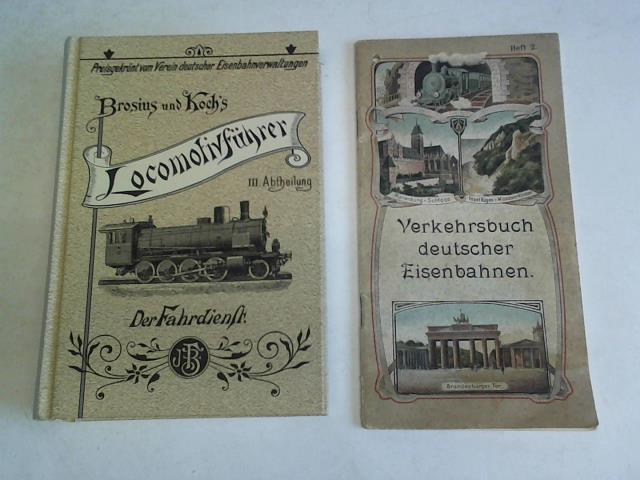 Preisgekrönt vom Verein deutscher Eisenbahnverwaltungen
Brosius und Koch's
Locomotivführer
III. Abtheilung
Der Fahrdienst.
Heft 2.
Verkehrsbuch
deutscher
Eisenbahnen.
Brandenburger Tor.